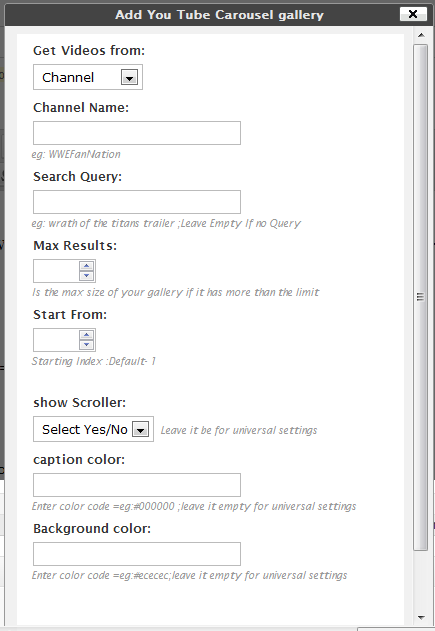 Add You Tube Carousel gallery
Get Videos from:
Channel
Channel Name:
eg: WWEFanNation
Search Query:
eg: wrath of the titans trailer ;Leave Empty If no Query
Max Results:
Is the max size of your gallery if it has more than the limit
Start From:
Starting Index :Default- 1
show Scroller:
Select Yes/No Leave it be for universal settings
caption color:
Enter color code =eg:#000000 ;leave it empty for universal settings
Background color:
Enter color code =eg:#ececec;leave it empty for universal settings